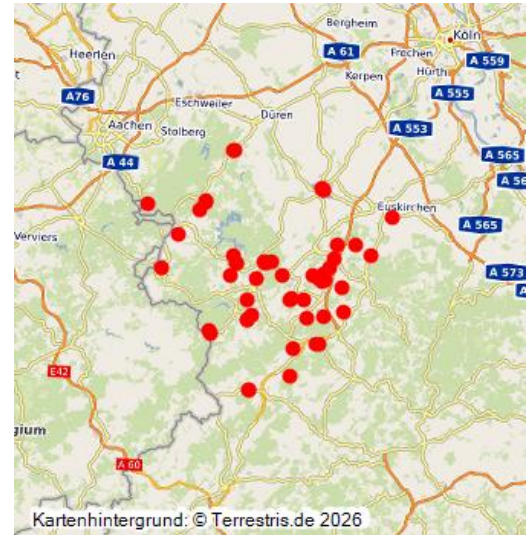 Bergheim
Köln
Heerlen
A 61
Frechen
A 559
Hürth
Kerpen
A76
A 555
Eschweiler
Düren
Aachen
Stolberg
A 553
A 44
A 565
A 56
Euskirchen
A 565
Verviers
A 573
A
E42
gium
A 60
Kartenhintergrund: © Terrestris.de 2026